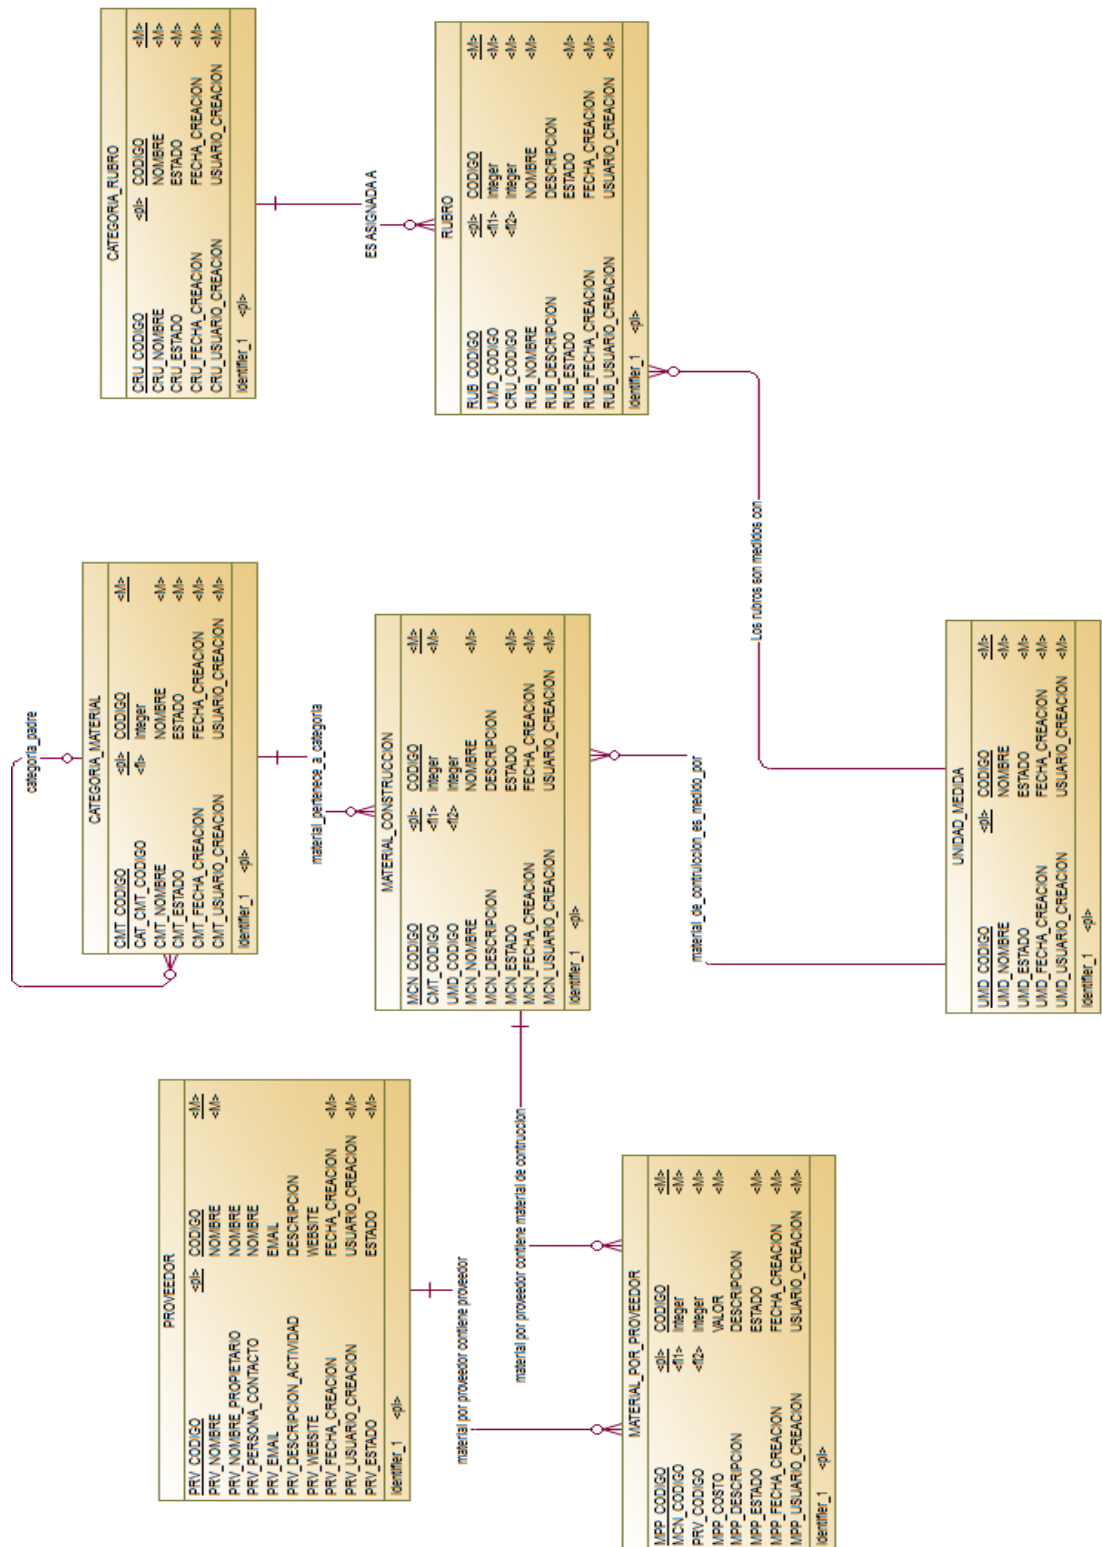 CATEGORIA_RUBRO
CRU_CODIGO <pi> CODIGO <M>
CRU_NOMBRE NOMBRE <M>
CRU_ESTADO ESTADO <M>
CRU_FECHA_CREACION FECHA_CREACION <M>
CRU_USUARIO_CREACION USUARIO_CREACION <M>
Identifier_1 <pi>
ES ASIGNADA A
RUBRO
RUB_CODIGO <pi> CODIGO <M>
UMD_CODIGO <fi1> Integer <M>
CRU_CODIGO <fi2> Integer <M>
RUB_NOMBRE NOMBRE <M>
RUB_DESCRIPCION DESCRIPCION
RUB_ESTADO ESTADO <M>
RUB_FECHA_CREACION FECHA_CREACION <M>
RUB_USUARIO_CREACION USUARIO_CREACION <M>
Identifier_1 <pi>
categoria_padre
CATEGORIA_MATERIAL
CMT_CODIGO <pi> CODIGO <M>
CAT_CMT_CODIGO <fi> Integer
CMT_NOMBRE NOMBRE <M>
CMT_ESTADO ESTADO <M>
CMT_FECHA_CREACION FECHA_CREACION <M>
CMT_USUARIO_CREACION USUARIO_CREACION <M>
Identifier_1 <pi>
material_pertenece_a_categoria
MATERIAL_CONSTRUCCION
MCN_CODIGO <pi> CODIGO <M>
CMT_CODIGO <fi1> Integer <M>
UMD_CODIGO <fi2> Integer
MCN_NOMBRE NOMBRE <M>
MCN_DESCRIPCION DESCRIPCION
MCN_ESTADO ESTADO <M>
MCN_FECHA_CREACION FECHA_CREACION <M>
MCN_USUARIO_CREACION USUARIO_CREACION <M>
Identifier_1 <pi>
Los rubros son medidos con
material_de_contruiccion_es_medido_por
UNIDAD_MEDIDA
UMD_CODIGO <pi> CODIGO <M>
UMD_NOMBRE NOMBRE <M>
UMD_ESTADO ESTADO <M>
UMD_FECHA_CREACION FECHA_CREACION <M>
UMD_USUARIO_CREACION USUARIO_CREACION <M>
Identifier_1 <pi>
PROVEEDOR
PRV_CODIGO <pi> CODIGO <M>
PRV_NOMBRE NOMBRE <M>
PRV_NOMBRE_PROPIETARIO NOMBRE
PRV_PERSONA_CONTACTO NOMBRE
PRV_EMAIL EMAIL
PRV_DESCRIPCION_ACTIVIDAD DESCRIPCION
PRV_WEBSITE WEBSITE
PRV_FECHA_CREACION FECHA_CREACION <M>
PRV_USUARIO_CREACION USUARIO_CREACION <M>
PRV_ESTADO ESTADO <M>
Identifier_1 <pi>
material por proveedor contiene proveedor
material por proveedor contiene material de contruccion
MATERIAL_POR_PROVEEDOR
MPP_CODIGO <pi> CODIGO <M>
MCN_CODIGO <fi1> Integer <M>
PRV_CODIGO <fi2> Integer <M>
MPP_COSTO VALOR <M>
MPP_DESCRIPCION DESCRIPCION
MPP_ESTADO ESTADO <M>
MPP_FECHA_CREACION FECHA_CREACION <M>
MPP_USUARIO_CREACION USUARIO_CREACION <M>
Identifier_1 <pi>